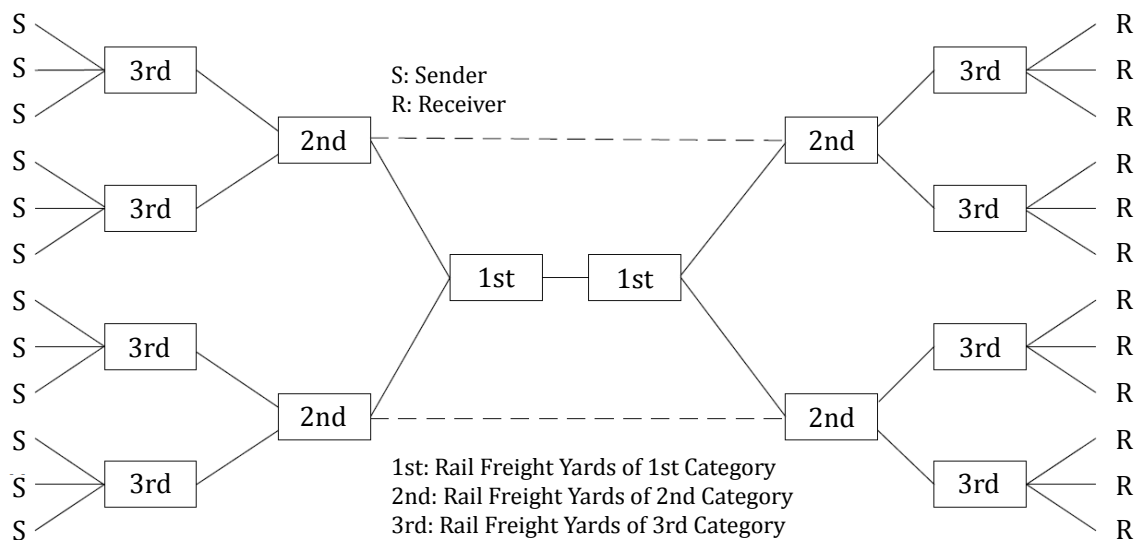 S R
S 3rd 3rd R
S: Sender
S R
R: Receiver
2nd 2nd
S R
S 3rd 3rd R
S R
1st 1st
S R
S 3rd 3rd R
S R
2nd 2nd
S R
1st: Rail Freight Yards of 1st Category
S 3rd 3rd R
2nd: Rail Freight Yards of 2nd Category
3rd: Rail Freight Yards of 3rd Category
S R